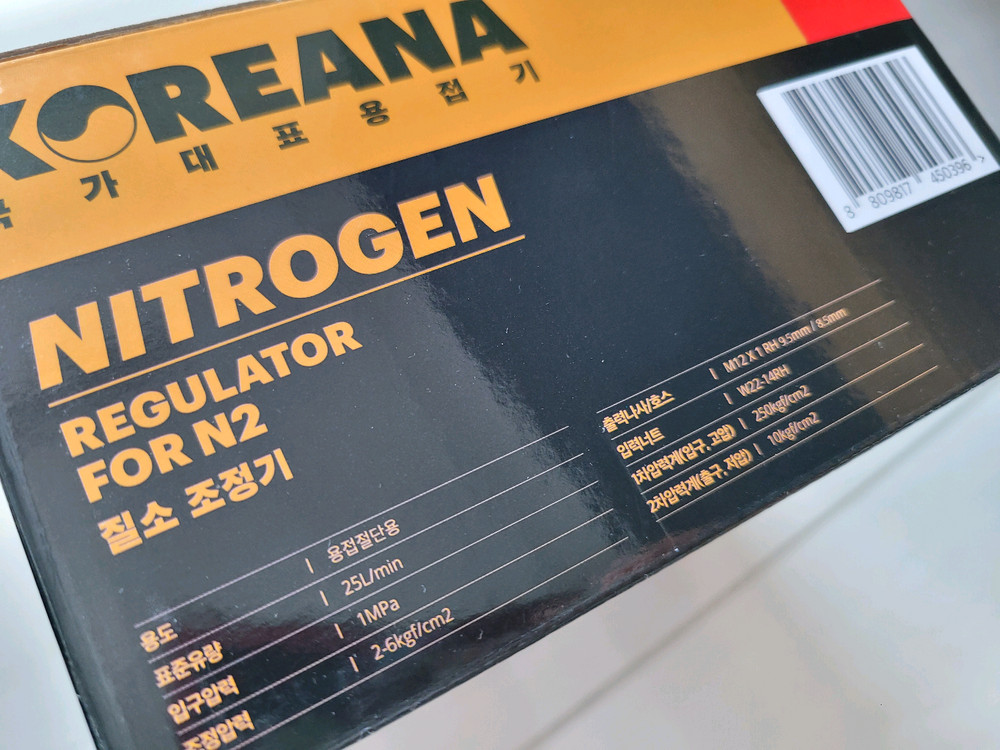 KOREANA
국가대표용접기
3 809817 450396 >
NITROGEN
REGULATOR
FOR N2
질소 조정기
용도 | 용접절단용
표준유량 | 25L/min
입구압력 | 1MPa
조정압력 | 2-6kgf/cm2
출력나사/호스 | M12 X 1 RH 9.5mm / 8.5mm
입력너트 | W22-14RH
1차압력계(입구,고압) | 250kgf/cm2
2차압력계(출구,저압) | 10kgf/cm2